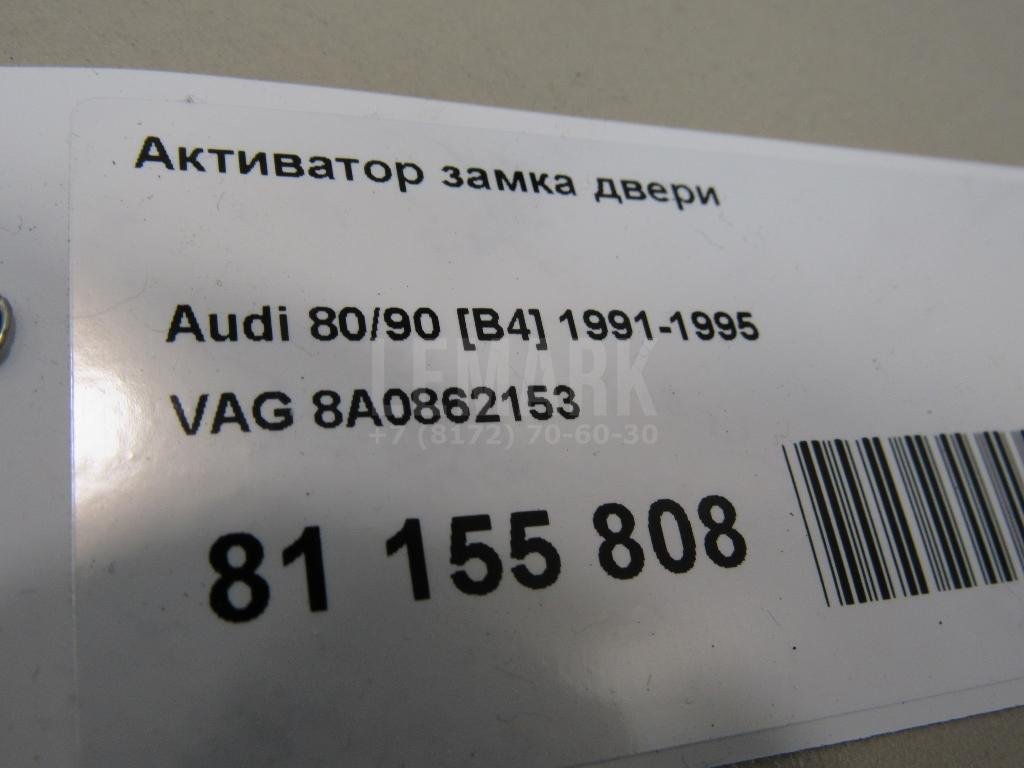 Активатор замка двери
Audi 80/90 [B4] 1991-1995
LEMARK
VAG 8A0862153
+7 (8172) 70-60-30
81 155 808